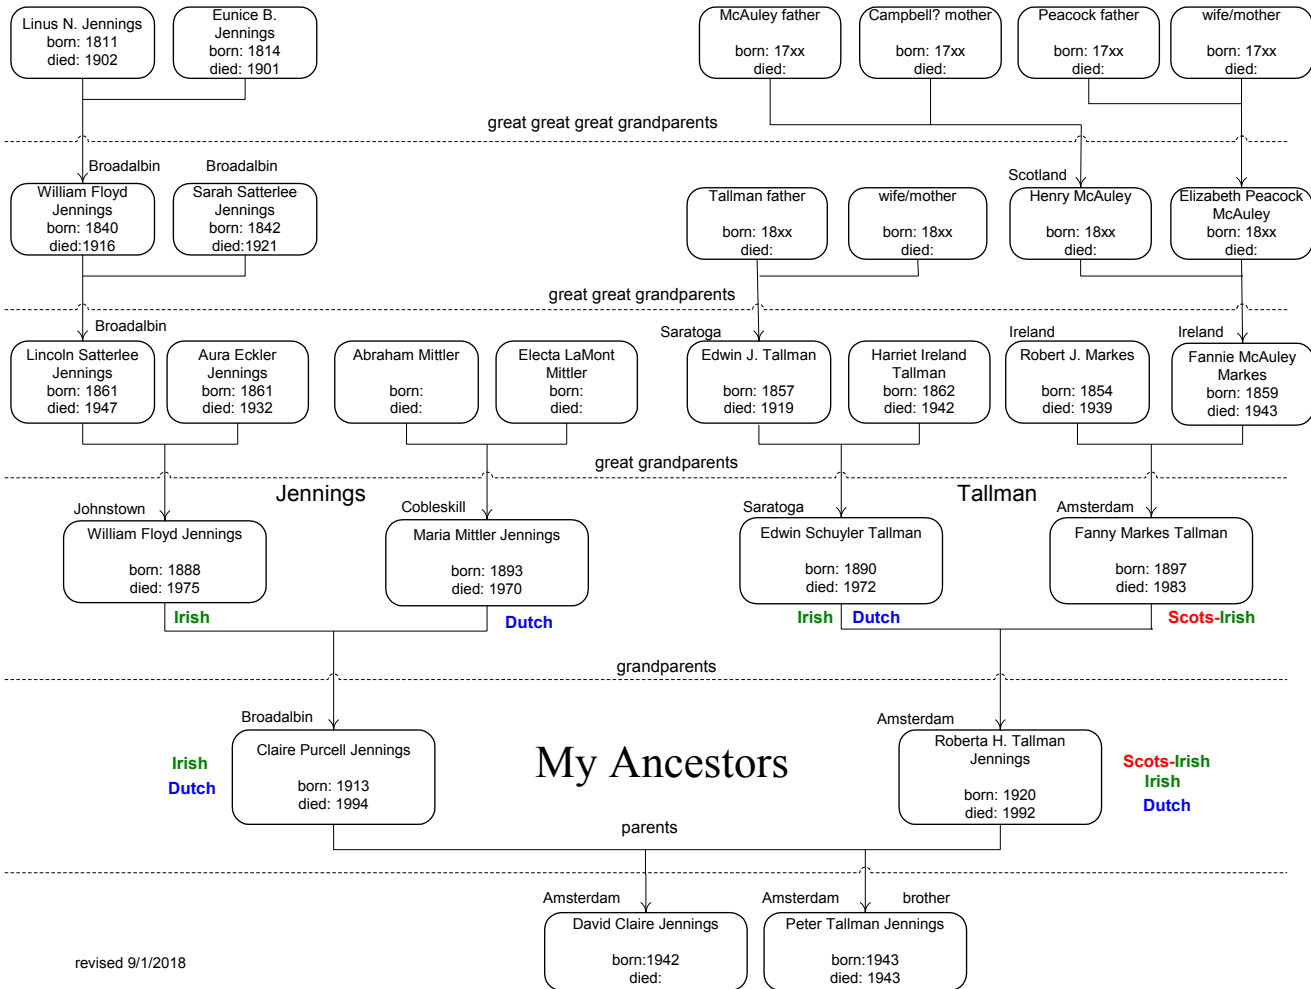 Linus N. Jennings
born: 1811
died: 1902
Eunice B.
Jennings
born: 1814
died: 1901
McAuley father
born: 17xx
died:
Campbell? mother
born: 17xx
died:
Peacock father
born: 17xx
died:
wife/mother
born: 17xx
died:
great great great grandparents
Broadalbin
William Floyd
Jennings
born: 1840
died:1916
Broadalbin
Sarah Satterlee
Jennings
born: 1842
died:1921
Tallman father
born: 18xx
died:
wife/mother
born: 18xx
died:
Scotland
Henry McAuley
born: 18xx
died:
Elizabeth Peacock
McAuley
born: 18xx
died:
great great grandparents
Broadalbin
Lincoln Satterlee
Jennings
born: 1861
died: 1947
Aura Eckler
Jennings
born: 1861
died: 1932
Abraham Mittler
born:
died:
Electa LaMont
Mittler
born:
died:
Saratoga
Edwin J. Tallman
born: 1857
died: 1919
Harriet Ireland
Tallman
born: 1862
died: 1942
Ireland
Robert J. Markes
born: 1854
died: 1939
Ireland
Fannie McAuley
Markes
born: 1859
died: 1943
great grandparents
Jennings
Tallman
Johnstown
William Floyd Jennings
born: 1888
died: 1975
Irish
Cobleskill
Maria Mittler Jennings
born: 1893
died: 1970
Dutch
Saratoga
Edwin Schuyler Tallman
born: 1890
died: 1972
Irish Dutch
Amsterdam
Fanny Markes Tallman
born: 1897
died: 1983
Scots-Irish
grandparents
Broadalbin
Claire Purcell Jennings
born: 1913
died: 1994
Irish
Dutch
My Ancestors
Amsterdam
Roberta H. Tallman
Jennings
born: 1920
died: 1992
Scots-Irish
Irish
Dutch
parents
Amsterdam
David Claire Jennings
born:1942
died:
Amsterdam
brother
Peter Tallman Jennings
born:1943
died: 1943
revised 9/1/2018